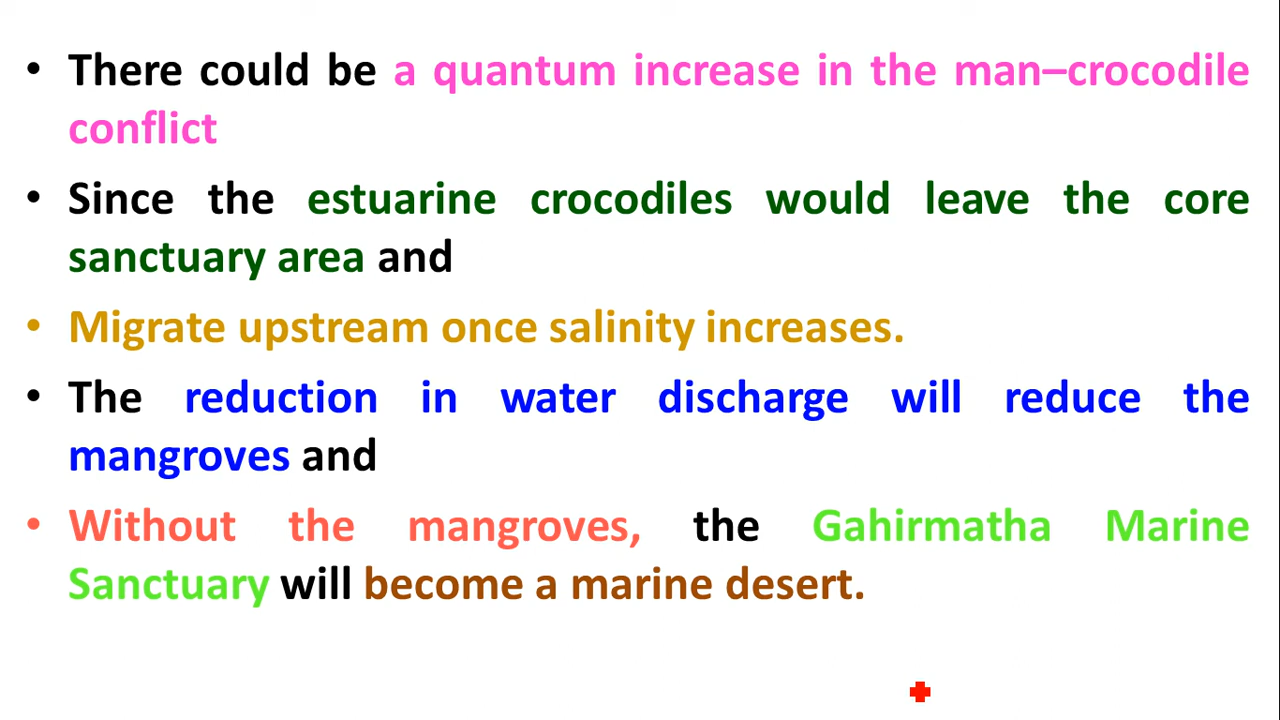 • There could be a quantum increase in the man–crocodile
conflict
• Since the estuarine crocodiles would leave the core
sanctuary area and
• Migrate upstream once salinity increases.
• The reduction in water discharge will reduce the
mangroves and
• Without the mangroves, the Gahirmatha Marine
Sanctuary will become a marine desert.